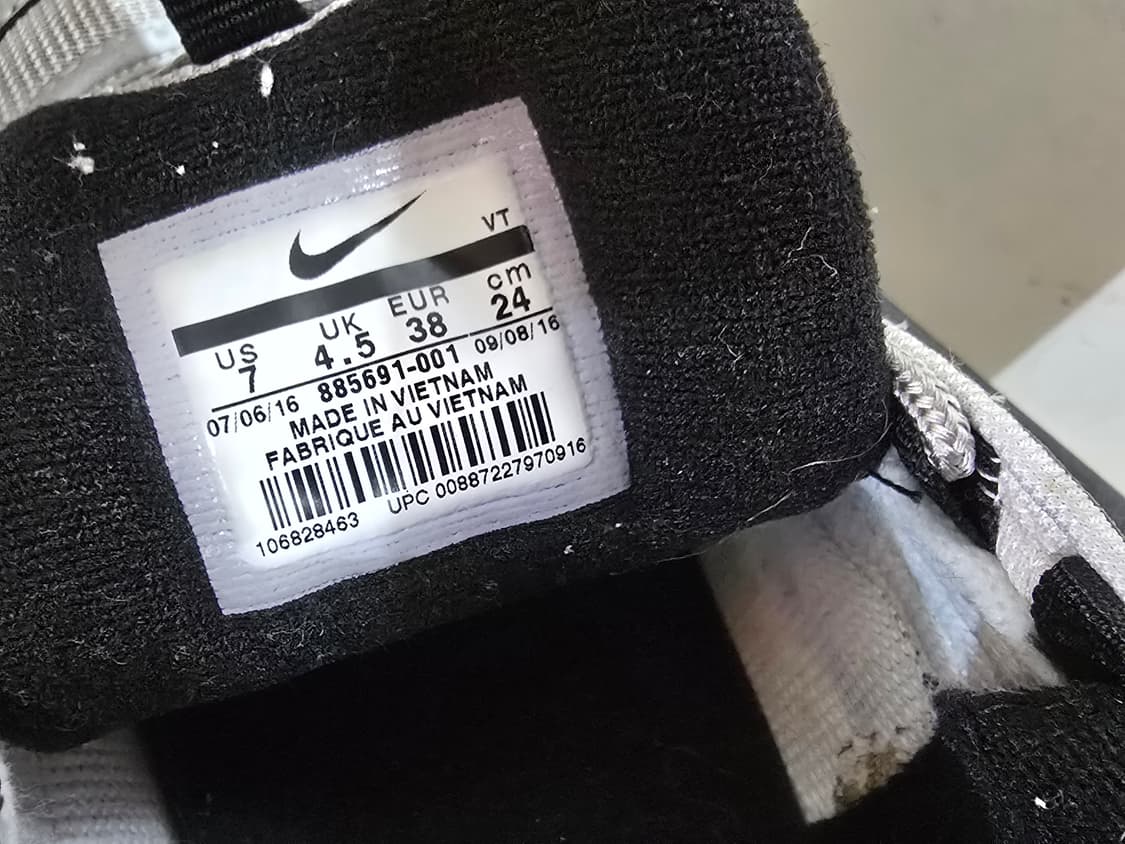 VT
US UK EUR cm
7 4.5 38 24
07/06/16 885691-001 09/08/16
MADE IN VIETNAM
FABRIQUE AU VIETNAM
106828463 UPC 00887227970916